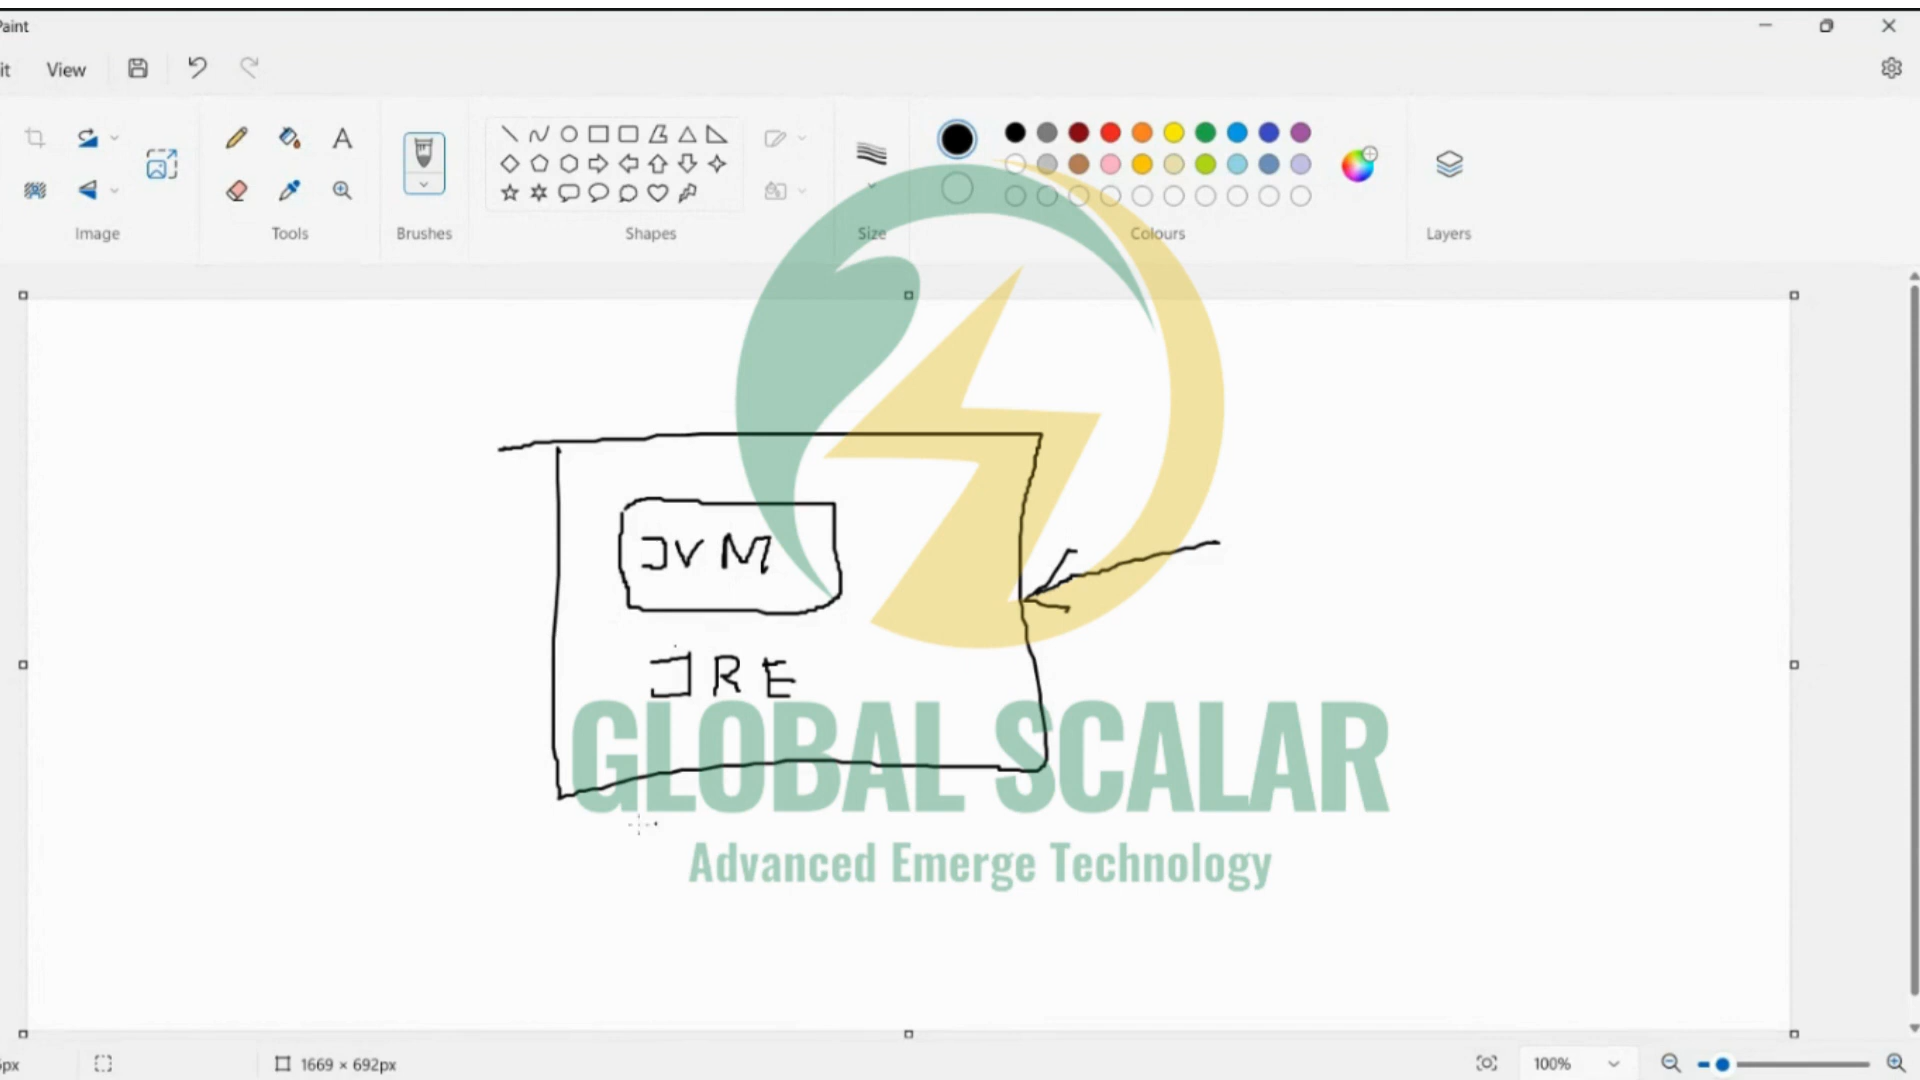 Paint
it View
Image Tools Brushes Shapes Size Colours Layers
JVM
JRE
GLOBAL SCALAR
Advanced Emerge Technology
px 1669 × 692px 100%